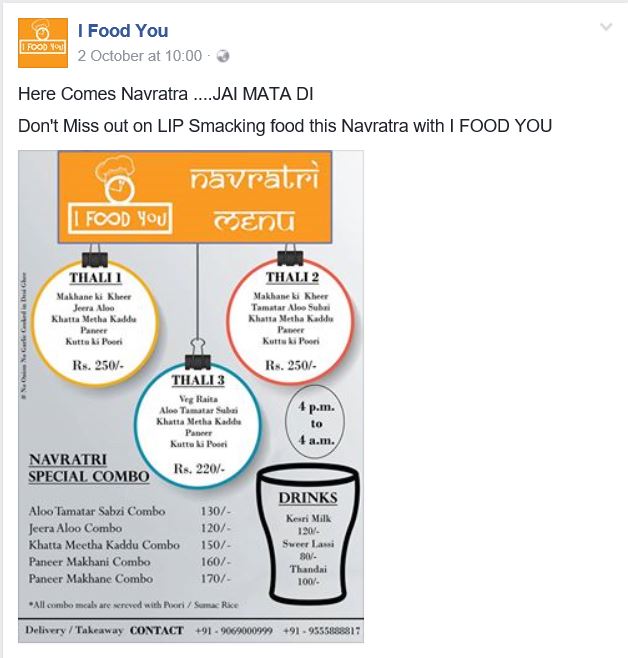 I FOOD YOU
I Food You
2 October at 10:00
Here Comes Navratra ....JAI MATA DI
Don't Miss out on LIP Smacking food this Navratra with I FOOD YOU
I FOOD YOU
navratri
menu
# No Onion No Garlic Cooked in Desi Ghee
THALI 1
Makhane ki Kheer
Jeera Aloo
Khatta Metha Kaddu
Paneer
Kuttu ki Poori
Rs. 250/-
THALI 2
Makhane ki Kheer
Tamatar Aloo Subzi
Khatta Metha Kaddu
Paneer
Kuttu ki Poori
Rs. 250/-
THALI 3
Veg Raita
Aloo Tamatar Subzi
Khatta Metha Kaddu
Paneer
Kuttu ki Poori
Rs. 220/-
4 p.m.
to
4 a.m.
NAVRATRI
SPECIAL COMBO
Aloo Tamatar Sabzi Combo 130/-
Jeera Aloo Combo 120/-
Khatta Meetha Kaddu Combo 150/-
Paneer Makhani Combo 160/-
Paneer Makhane Combo 170/-
*All combo meals are sereved with Poori / Sumac Rice
DRINKS
Kesri Milk
120/-
Sweer Lassi
80/-
Thandai
100/-
Delivery / Takeaway CONTACT +91 - 9069000999 +91 - 9555888817